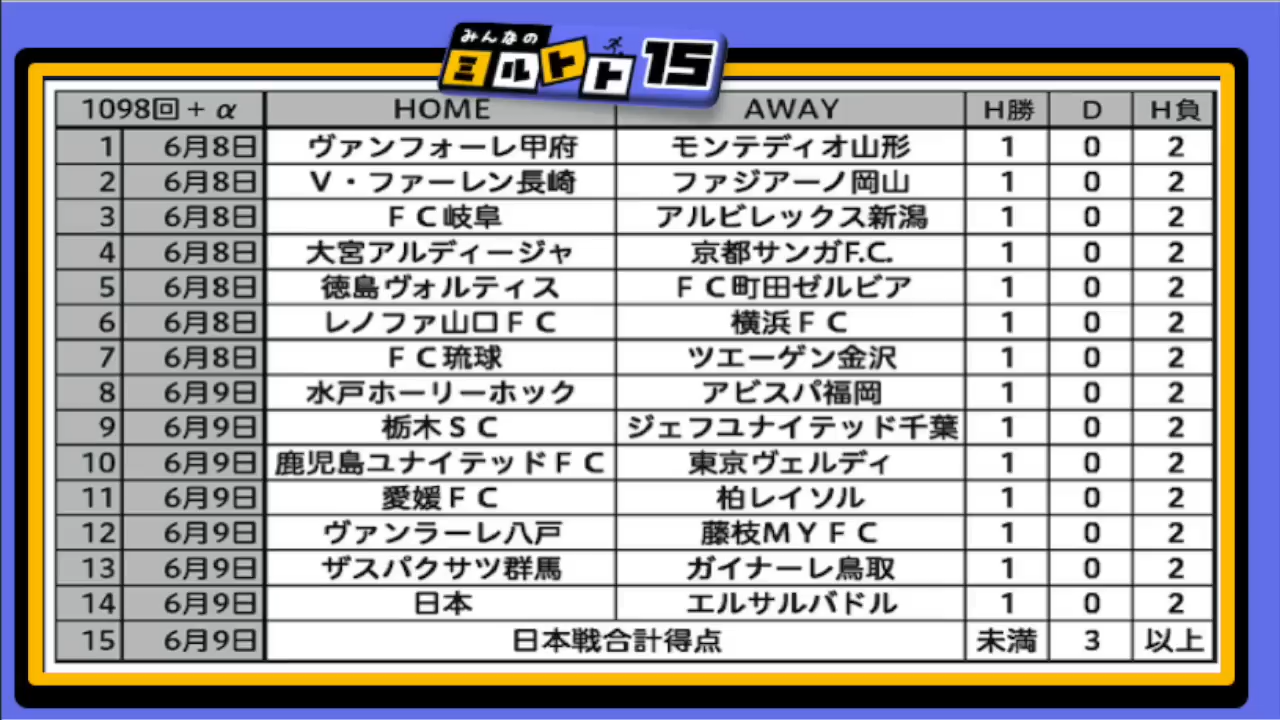 みんなの
ミルトト15
1098回+α HOME AWAY H勝 D H負
1 6月8日 ヴァンフォーレ甲府 モンテディオ山形 1 0 2
2 6月8日 V・ファーレン長崎 ファジアーノ岡山 1 0 2
3 6月8日 FC岐阜 アルビレックス新潟 1 0 2
4 6月8日 大宮アルディージャ 京都サンガF.C. 1 0 2
5 6月8日 徳島ヴォルティス FC町田ゼルビア 1 0 2
6 6月8日 レノファ山口FC 横浜FC 1 0 2
7 6月8日 FC琉球 ツエーゲン金沢 1 0 2
8 6月9日 水戸ホーリーホック アビスパ福岡 1 0 2
9 6月9日 栃木SC ジェフユナイテッド千葉 1 0 2
10 6月9日 鹿児島ユナイテッドFC 東京ヴェルディ 1 0 2
11 6月9日 愛媛FC 柏レイソル 1 0 2
12 6月9日 ヴァンラーレ八戸 藤枝MYFC 1 0 2
13 6月9日 ザスパクサツ群馬 ガイナーレ鳥取 1 0 2
14 6月9日 日本 エルサルバドル 1 0 2
15 6月9日 日本戦合計得点 未満 3 以上